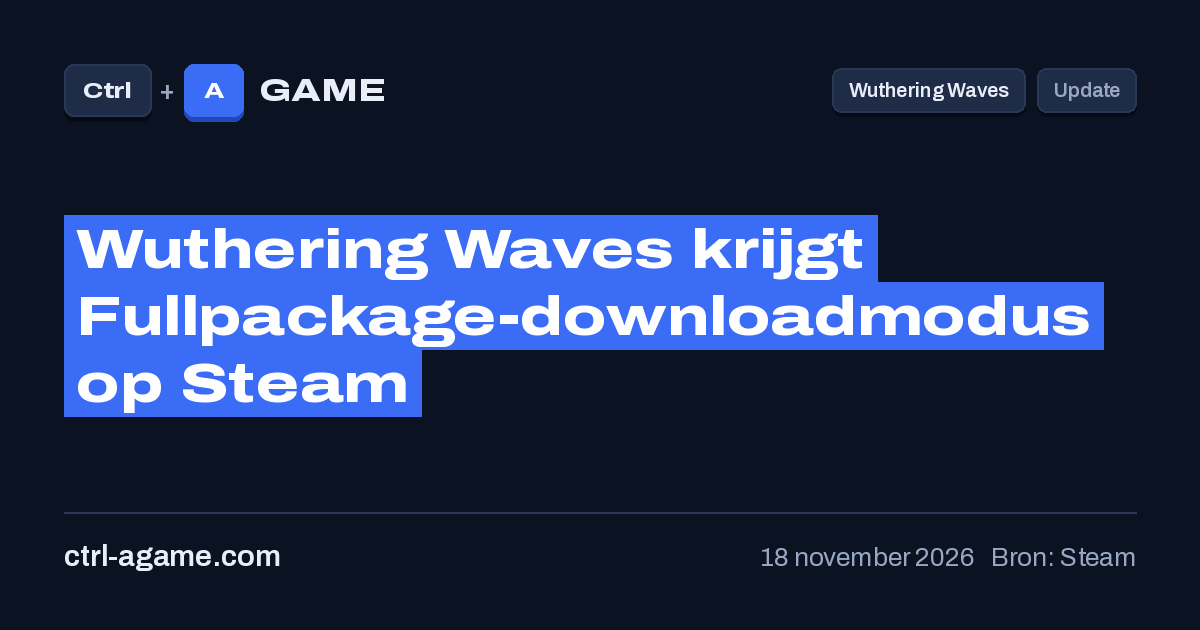 Ctrl + A GAME
Wuthering Waves Update
Wuthering Waves krijgt
Fullpackage-downloadmodus
op Steam
ctrl-agame.com
18 november 2026 Bron: Steam